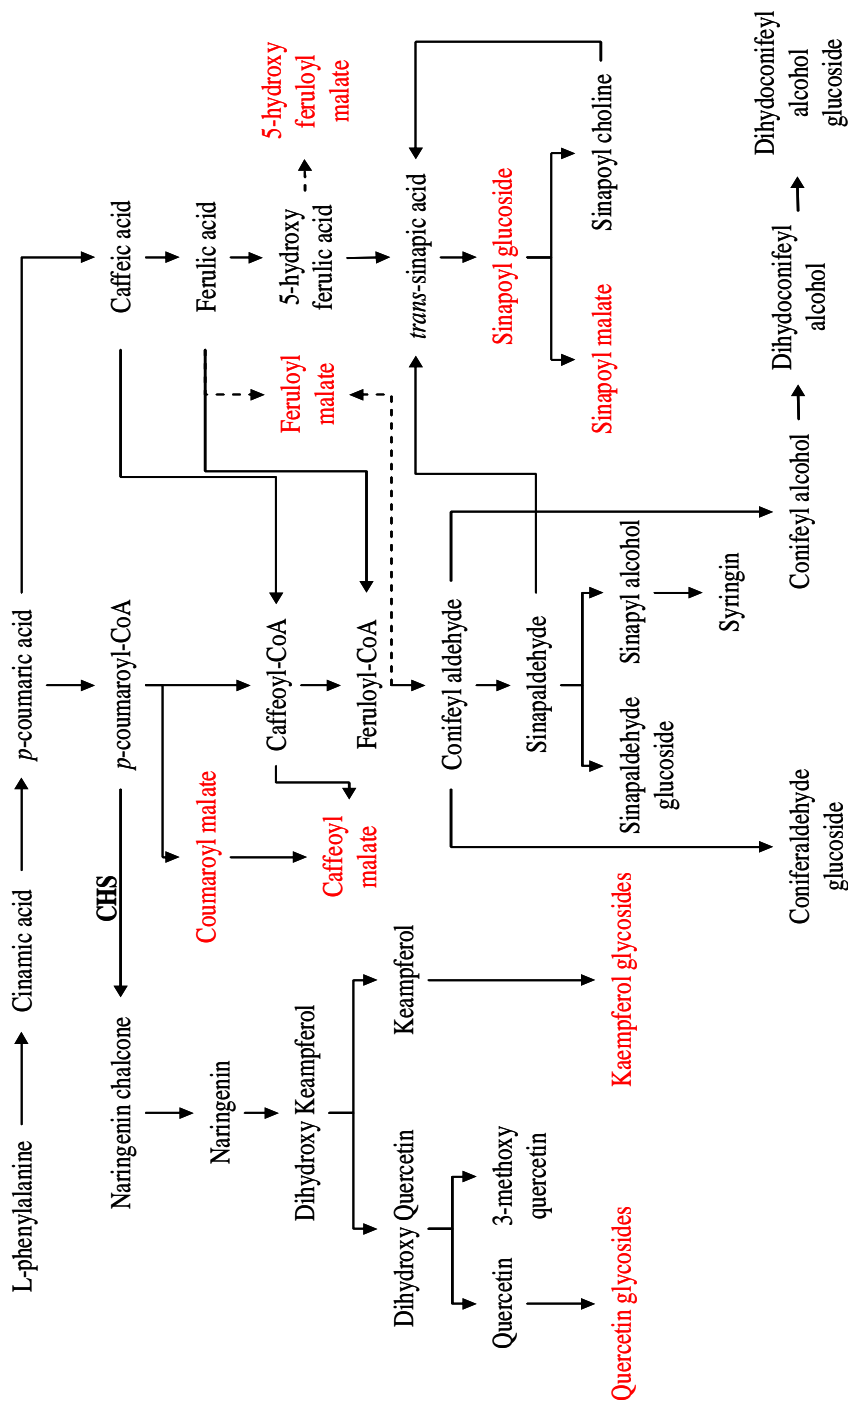 L-phenylalanine
Cinamic acid
p-coumaric acid
Naringenin chalcone
CHS
p-coumaroyl-CoA
Caffeic acid
Naringenin
Coumaroyl malate
Ferulic acid
Dihydroxy Keampferol
Caffeoyl-CoA
Feruloyl
malate
5-hydroxy
ferulic acid
5-hydroxy
feruloyl
malate
Caffeoyl
malate
Feruloyl-CoA
Dihydroxy Quercetin
Keampferol
trans-sinapic acid
Conifeyl aldehyde
Quercetin
3-methoxy
quercetin
Sinapaldehyde
Sinapoyl glucoside
Quercetin glycosides
Kaempferol glycosides
Sinapaldehyde
glucoside
Sinapyl alcohol
Sinapoyl malate
Sinapoyl choline
Syringin
Coniferaldehyde
glucoside
Conifeyl alcohol
Dihydoconifeyl
alcohol
Dihydoconifeyl
alcohol
glucoside